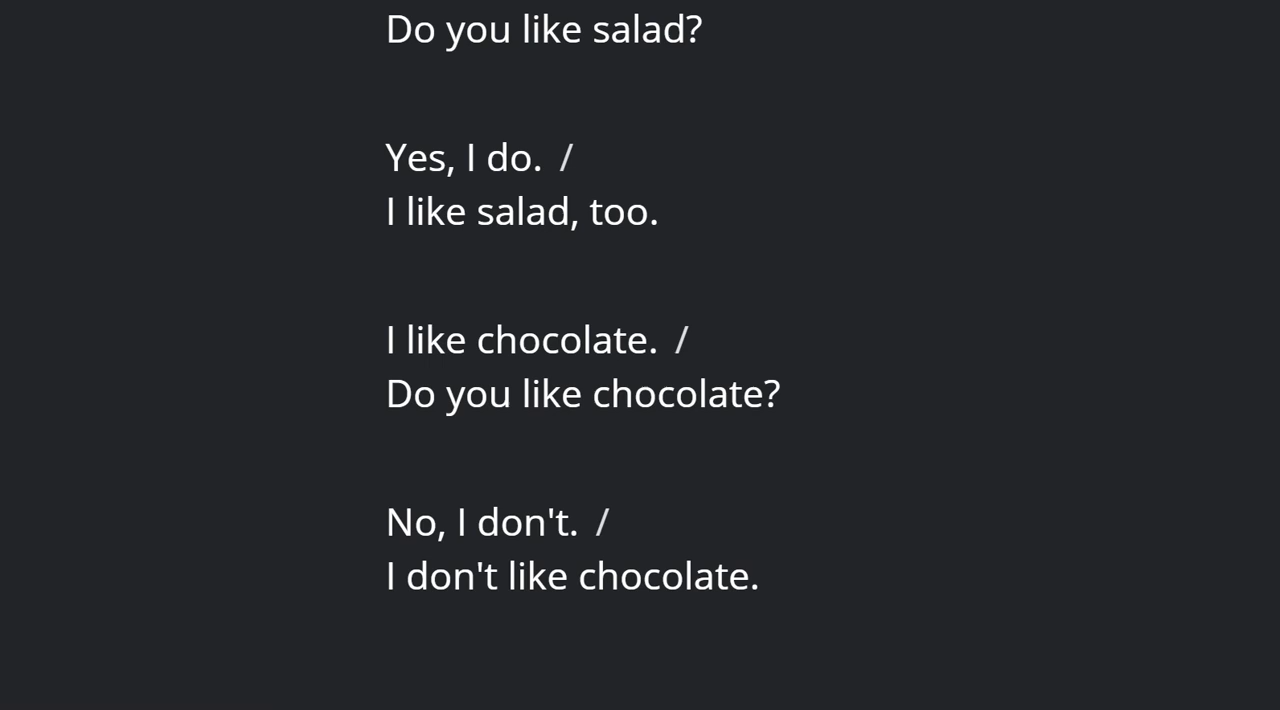 Do you like salad?
Yes, I do. /
I like salad, too.
I like chocolate. /
Do you like chocolate?
No, I don't. /
I don't like chocolate.